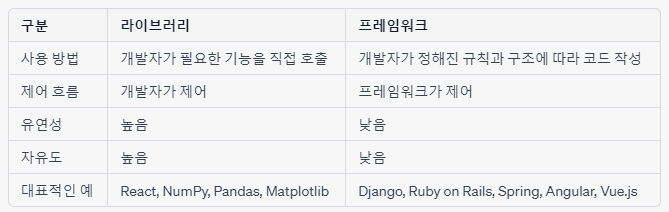 구분 라이브러리 프레임워크
사용 방법 개발자가 필요한 기능을 직접 호출 개발자가 정해진 규칙과 구조에 따라 코드 작성
제어 흐름 개발자가 제어 프레임워크가 제어
유연성 높음 낮음
자유도 높음 낮음
대표적인 예 React, NumPy, Pandas, Matplotlib Django, Ruby on Rails, Spring, Angular, Vue.js